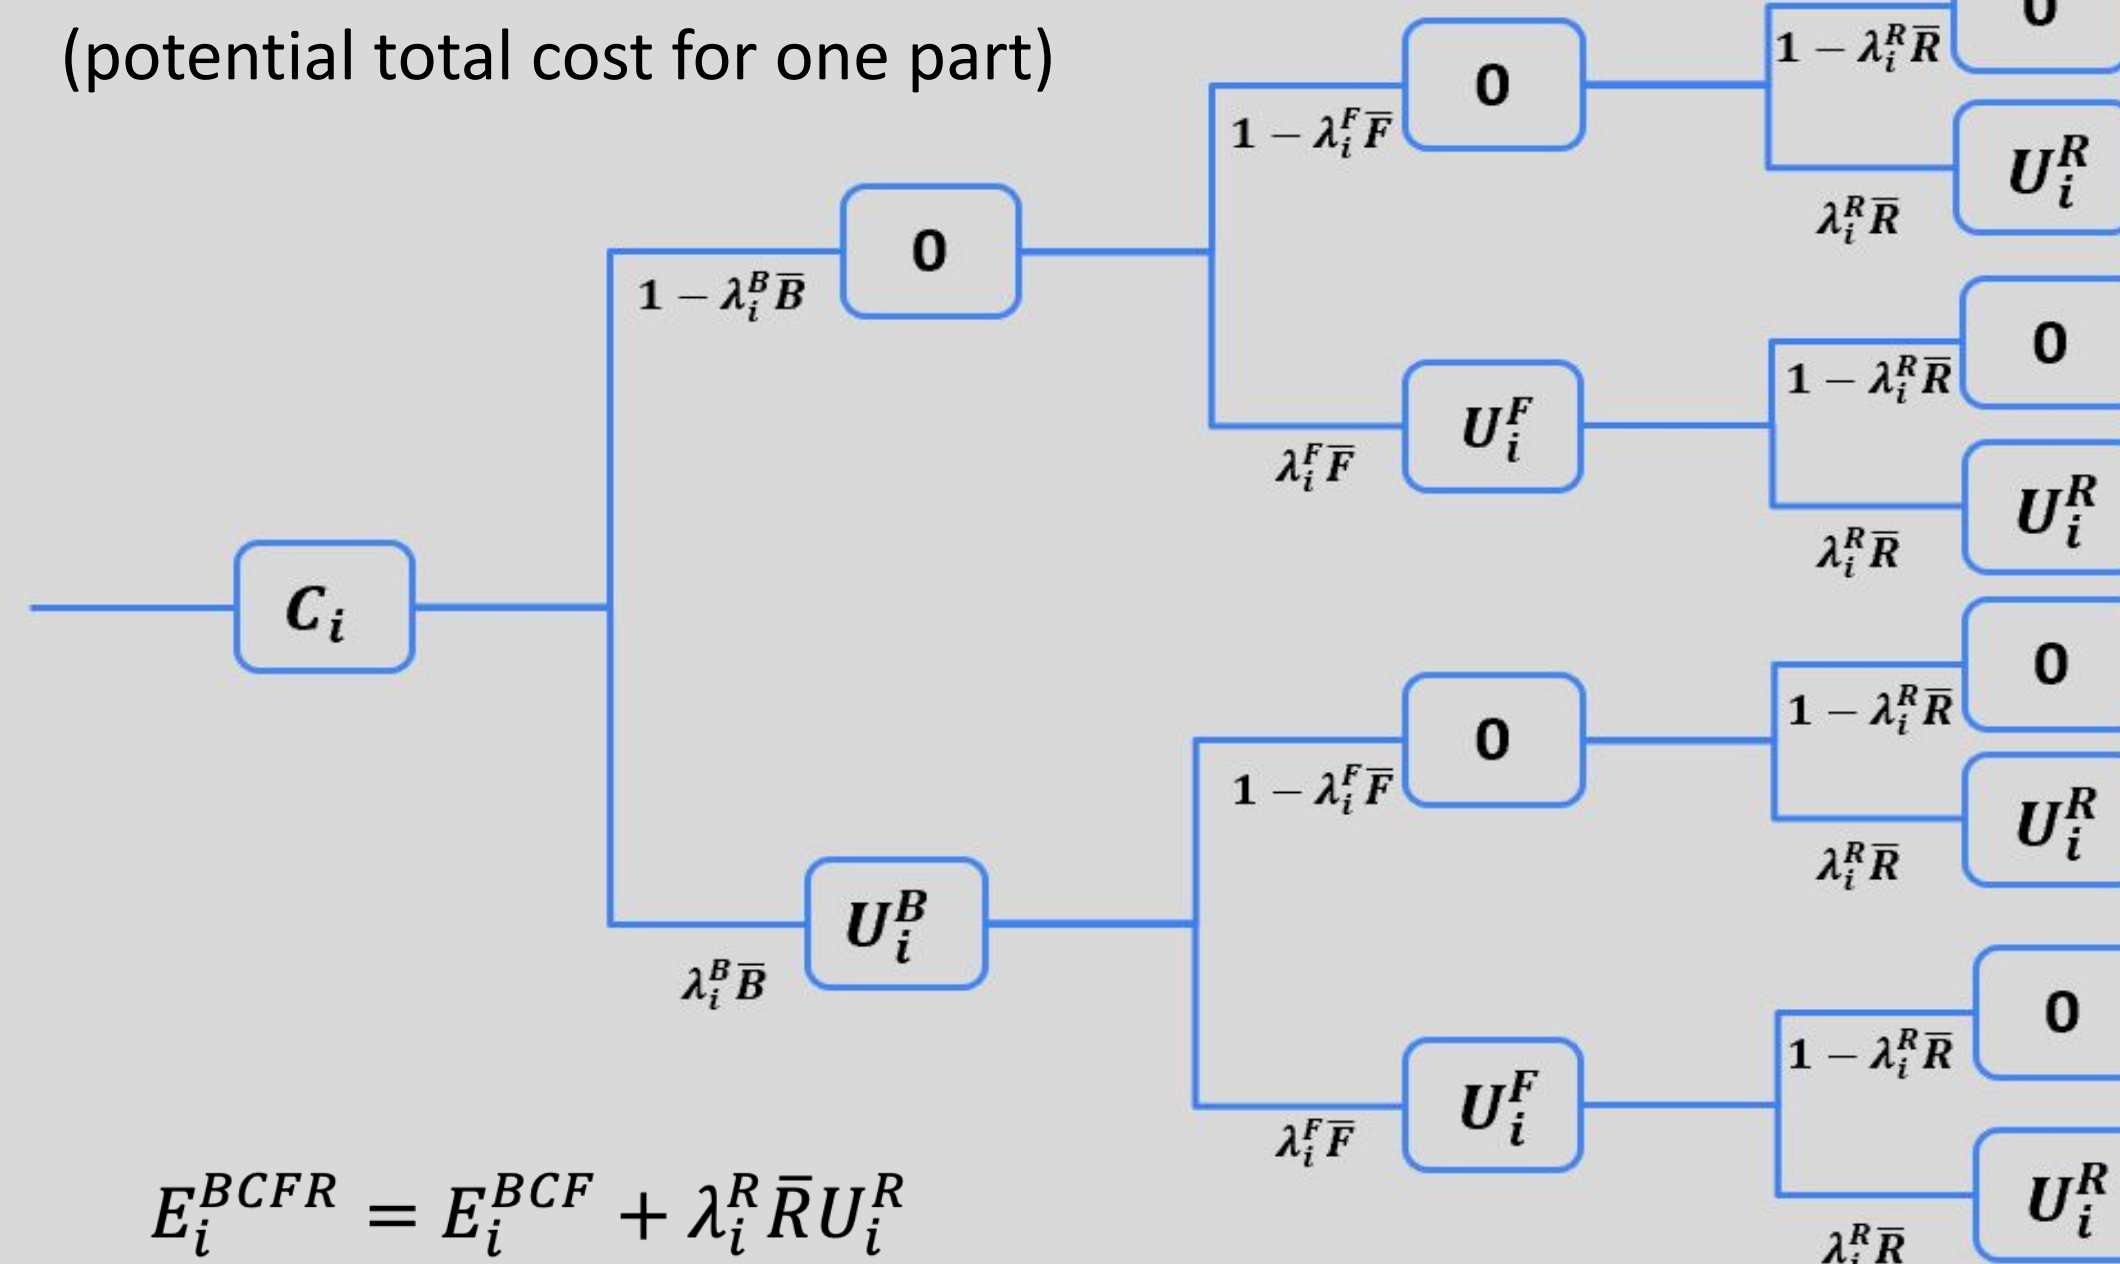 (potential total cost for one part)
0
1 − λ_i^R R̅
0
1 − λ_i^F F̅
U_i^R
λ_i^R R̅
0
1 − λ_i^B B̅
0
1 − λ_i^R R̅
U_i^F
λ_i^F F̅
U_i^R
λ_i^R R̅
C_i
0
1 − λ_i^R R̅
0
1 − λ_i^F F̅
U_i^R
λ_i^R R̅
U_i^B
λ_i^B B̅
0
1 − λ_i^R R̅
U_i^F
λ_i^F F̅
U_i^R
λ_i^R R̅
E_i^{BCFR} = E_i^{BCF} + λ_i^R R̅ U_i^R